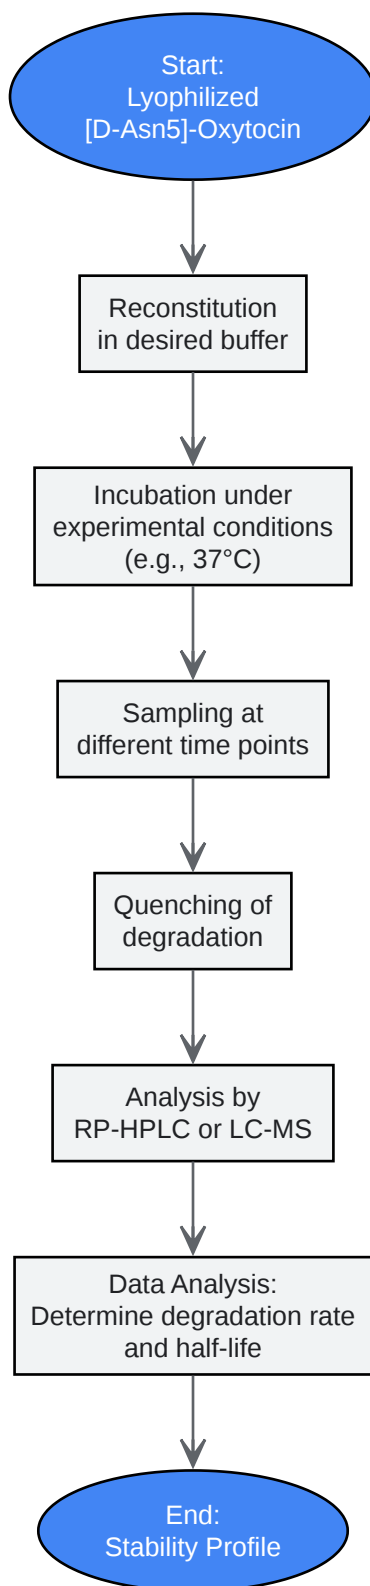 Start:
Lyophilized
[D-Asn5]-Oxytocin
Reconstitution
in desired buffer
Incubation under
experimental conditions
(e.g., 37°C)
Sampling at
different time points
Quenching of
degradation
Analysis by
RP-HPLC or LC-MS
Data Analysis:
Determine degradation rate
and half-life
End:
Stability Profile